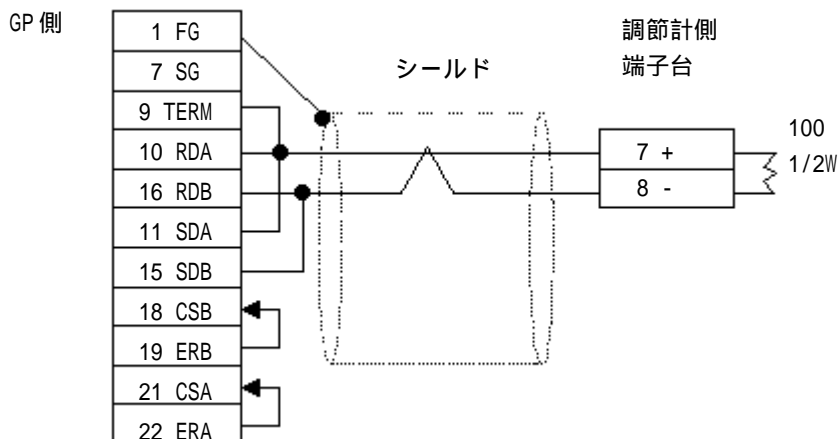 GP側
1 FG
7 SG
9 TERM
10 RDA
16 RDB
11 SDA
15 SDB
18 CSB
19 ERB
21 CSA
22 ERA
シールド
調節計側
端子台
7 +
8 -
100
1/2W